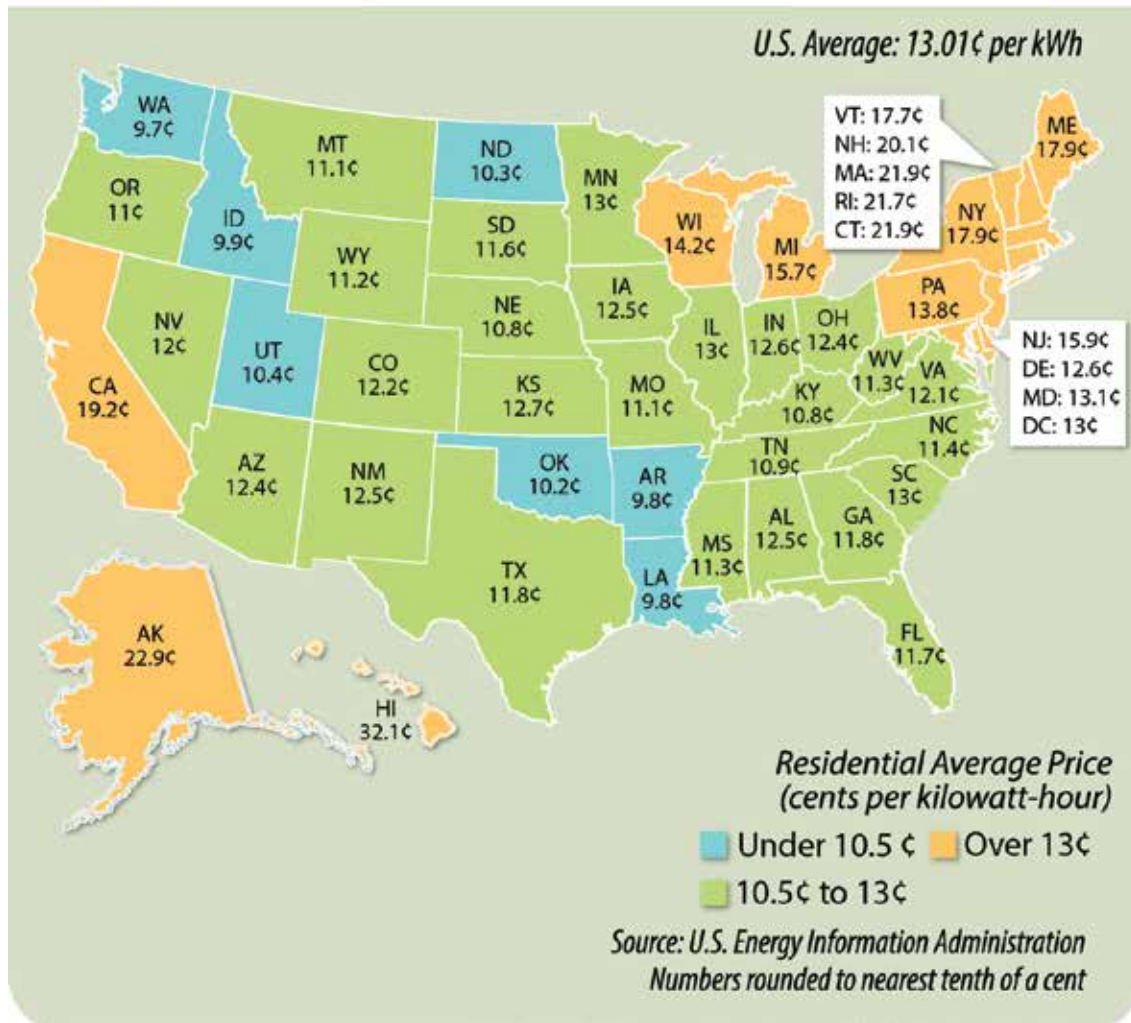 U.S. Average: 13.01¢ per kWh
WA
9.7¢
MT
11.1¢
ND
10.3¢
MN
13¢
VT: 17.7¢
NH: 20.1¢
MA: 21.9¢
RI: 21.7¢
CT: 21.9¢
ME
17.9¢
OR
11¢
ID
9.9¢
WY
11.2¢
SD
11.6¢
WI
14.2¢
MI
15.7¢
NY
17.9¢
NV
12¢
UT
10.4¢
CO
12.2¢
NE
10.8¢
IA
12.5¢
IL
13¢
IN
12.6¢
OH
12.4¢
PA
13.8¢
NJ: 15.9¢
DE: 12.6¢
MD: 13.1¢
DC: 13¢
CA
19.2¢
KS
12.7¢
MO
11.1¢
KY
10.8¢
WV
11.3¢
VA
12.1¢
AZ
12.4¢
NM
12.5¢
OK
10.2¢
AR
9.8¢
TN
10.9¢
NC
11.4¢
SC
13¢
TX
11.8¢
LA
9.8¢
MS
11.3¢
AL
12.5¢
GA
11.8¢
FL
11.7¢
AK
22.9¢
HI
32.1¢
Residential Average Price
(cents per kilowatt-hour)
Under 10.5 ¢
Over 13¢
10.5¢ to 13¢
Source: U.S. Energy Information Administration
Numbers rounded to nearest tenth of a cent